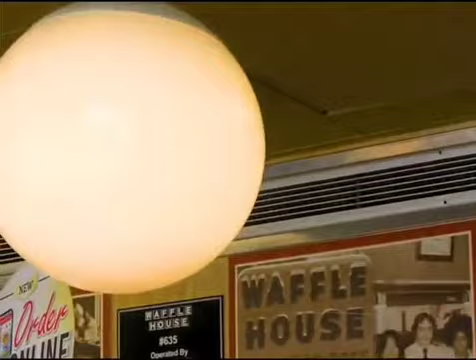 NEW
Order
ONLINE
WAFFLE
HOUSE
#635
Operated By
WAFFLE
HOUSE